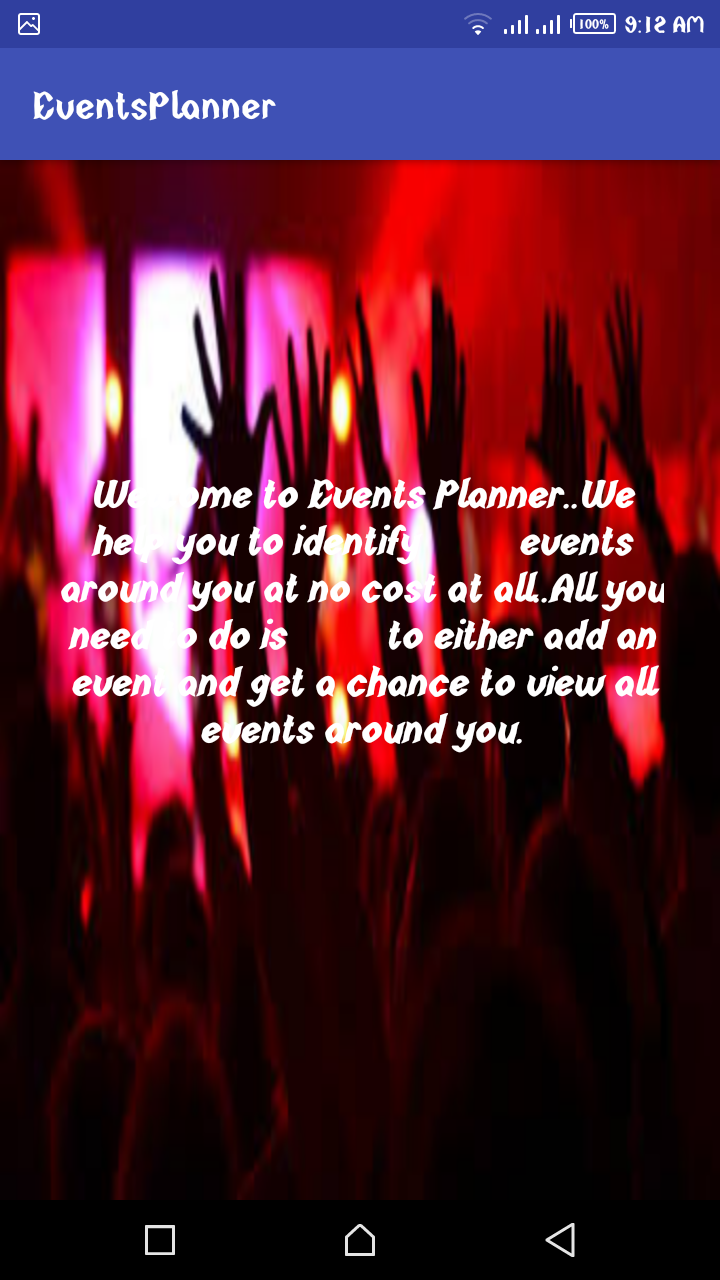 100% 9:12 AM
EventsPlanner
Welcome to Events Planner..We
help you to identify events
around you at no cost at all..All you
need to do is to either add an
event and get a chance to view all
events around you.